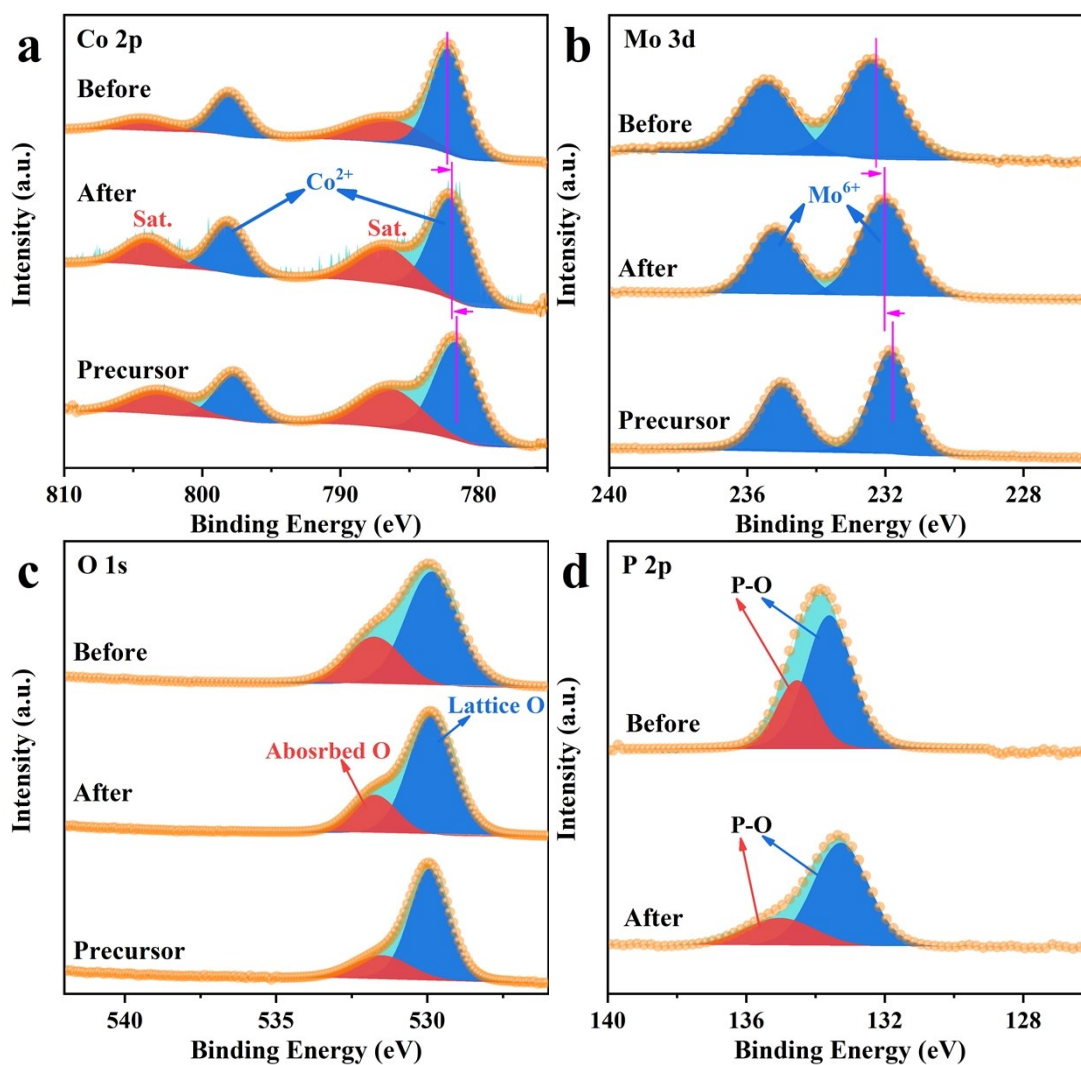 a
Co 2p
Before
After
Co²⁺
Sat.
Sat.
Precursor
Intensity (a.u.)
810 800 790 780
Binding Energy (eV)
b
Mo 3d
Before
Mo⁶⁺
After
Precursor
Intensity (a.u.)
240 236 232 228
Binding Energy (eV)
c
O 1s
Before
Lattice O
Abosrbed O
After
Precursor
Intensity (a.u.)
540 535 530
Binding Energy (eV)
d
P 2p
P-O
Before
P-O
After
Intensity (a.u.)
140 136 132 128
Binding Energy (eV)